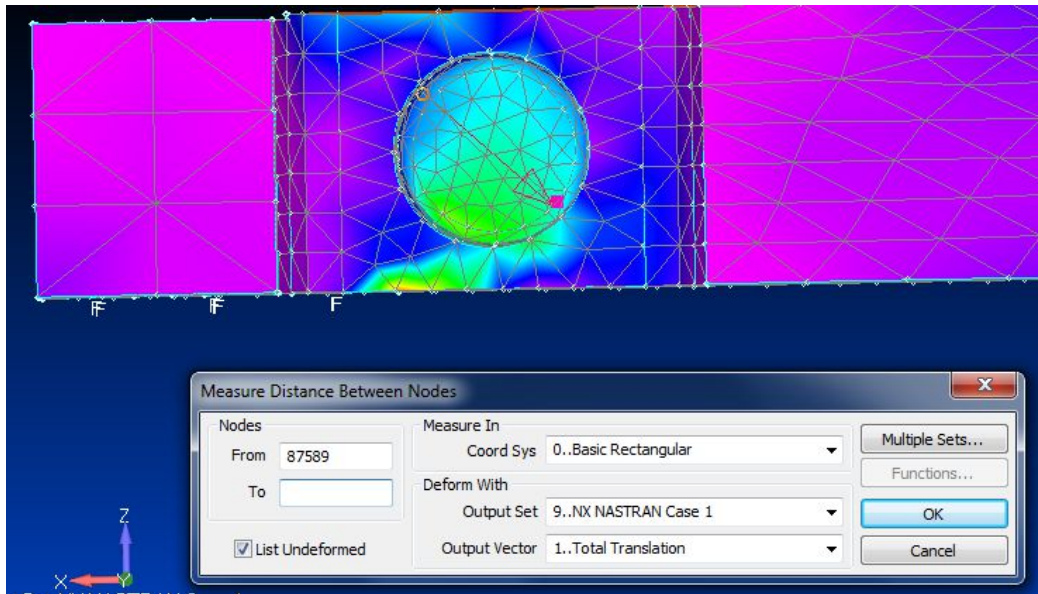 F F F F F
Measure Distance Between Nodes
Nodes
From 87589
To
List Undeformed
Measure In
Coord Sys 0..Basic Rectangular
Deform With
Output Set 9..NX NASTRAN Case 1
Output Vector 1..Total Translation
Multiple Sets...
Functions...
OK
Cancel
Z
X Y